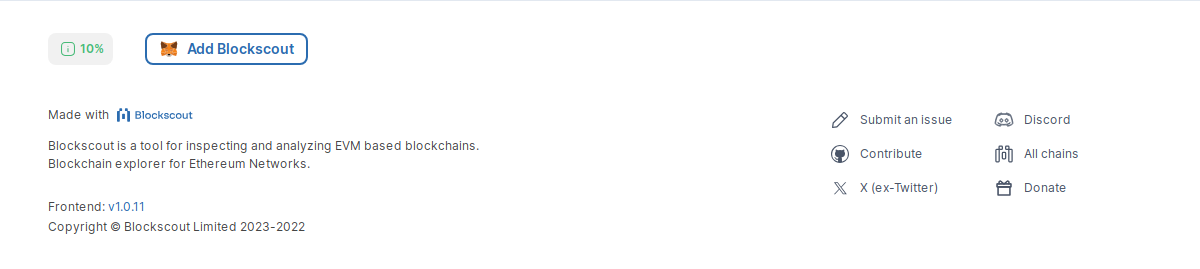 10%
Add Blockscout
Made with Blockscout
Blockscout is a tool for inspecting and analyzing EVM based blockchains.
Blockchain explorer for Ethereum Networks.
Frontend: v1.0.11
Copyright © Blockscout Limited 2023-2022
Submit an issue
Contribute
X (ex-Twitter)
Discord
All chains
Donate